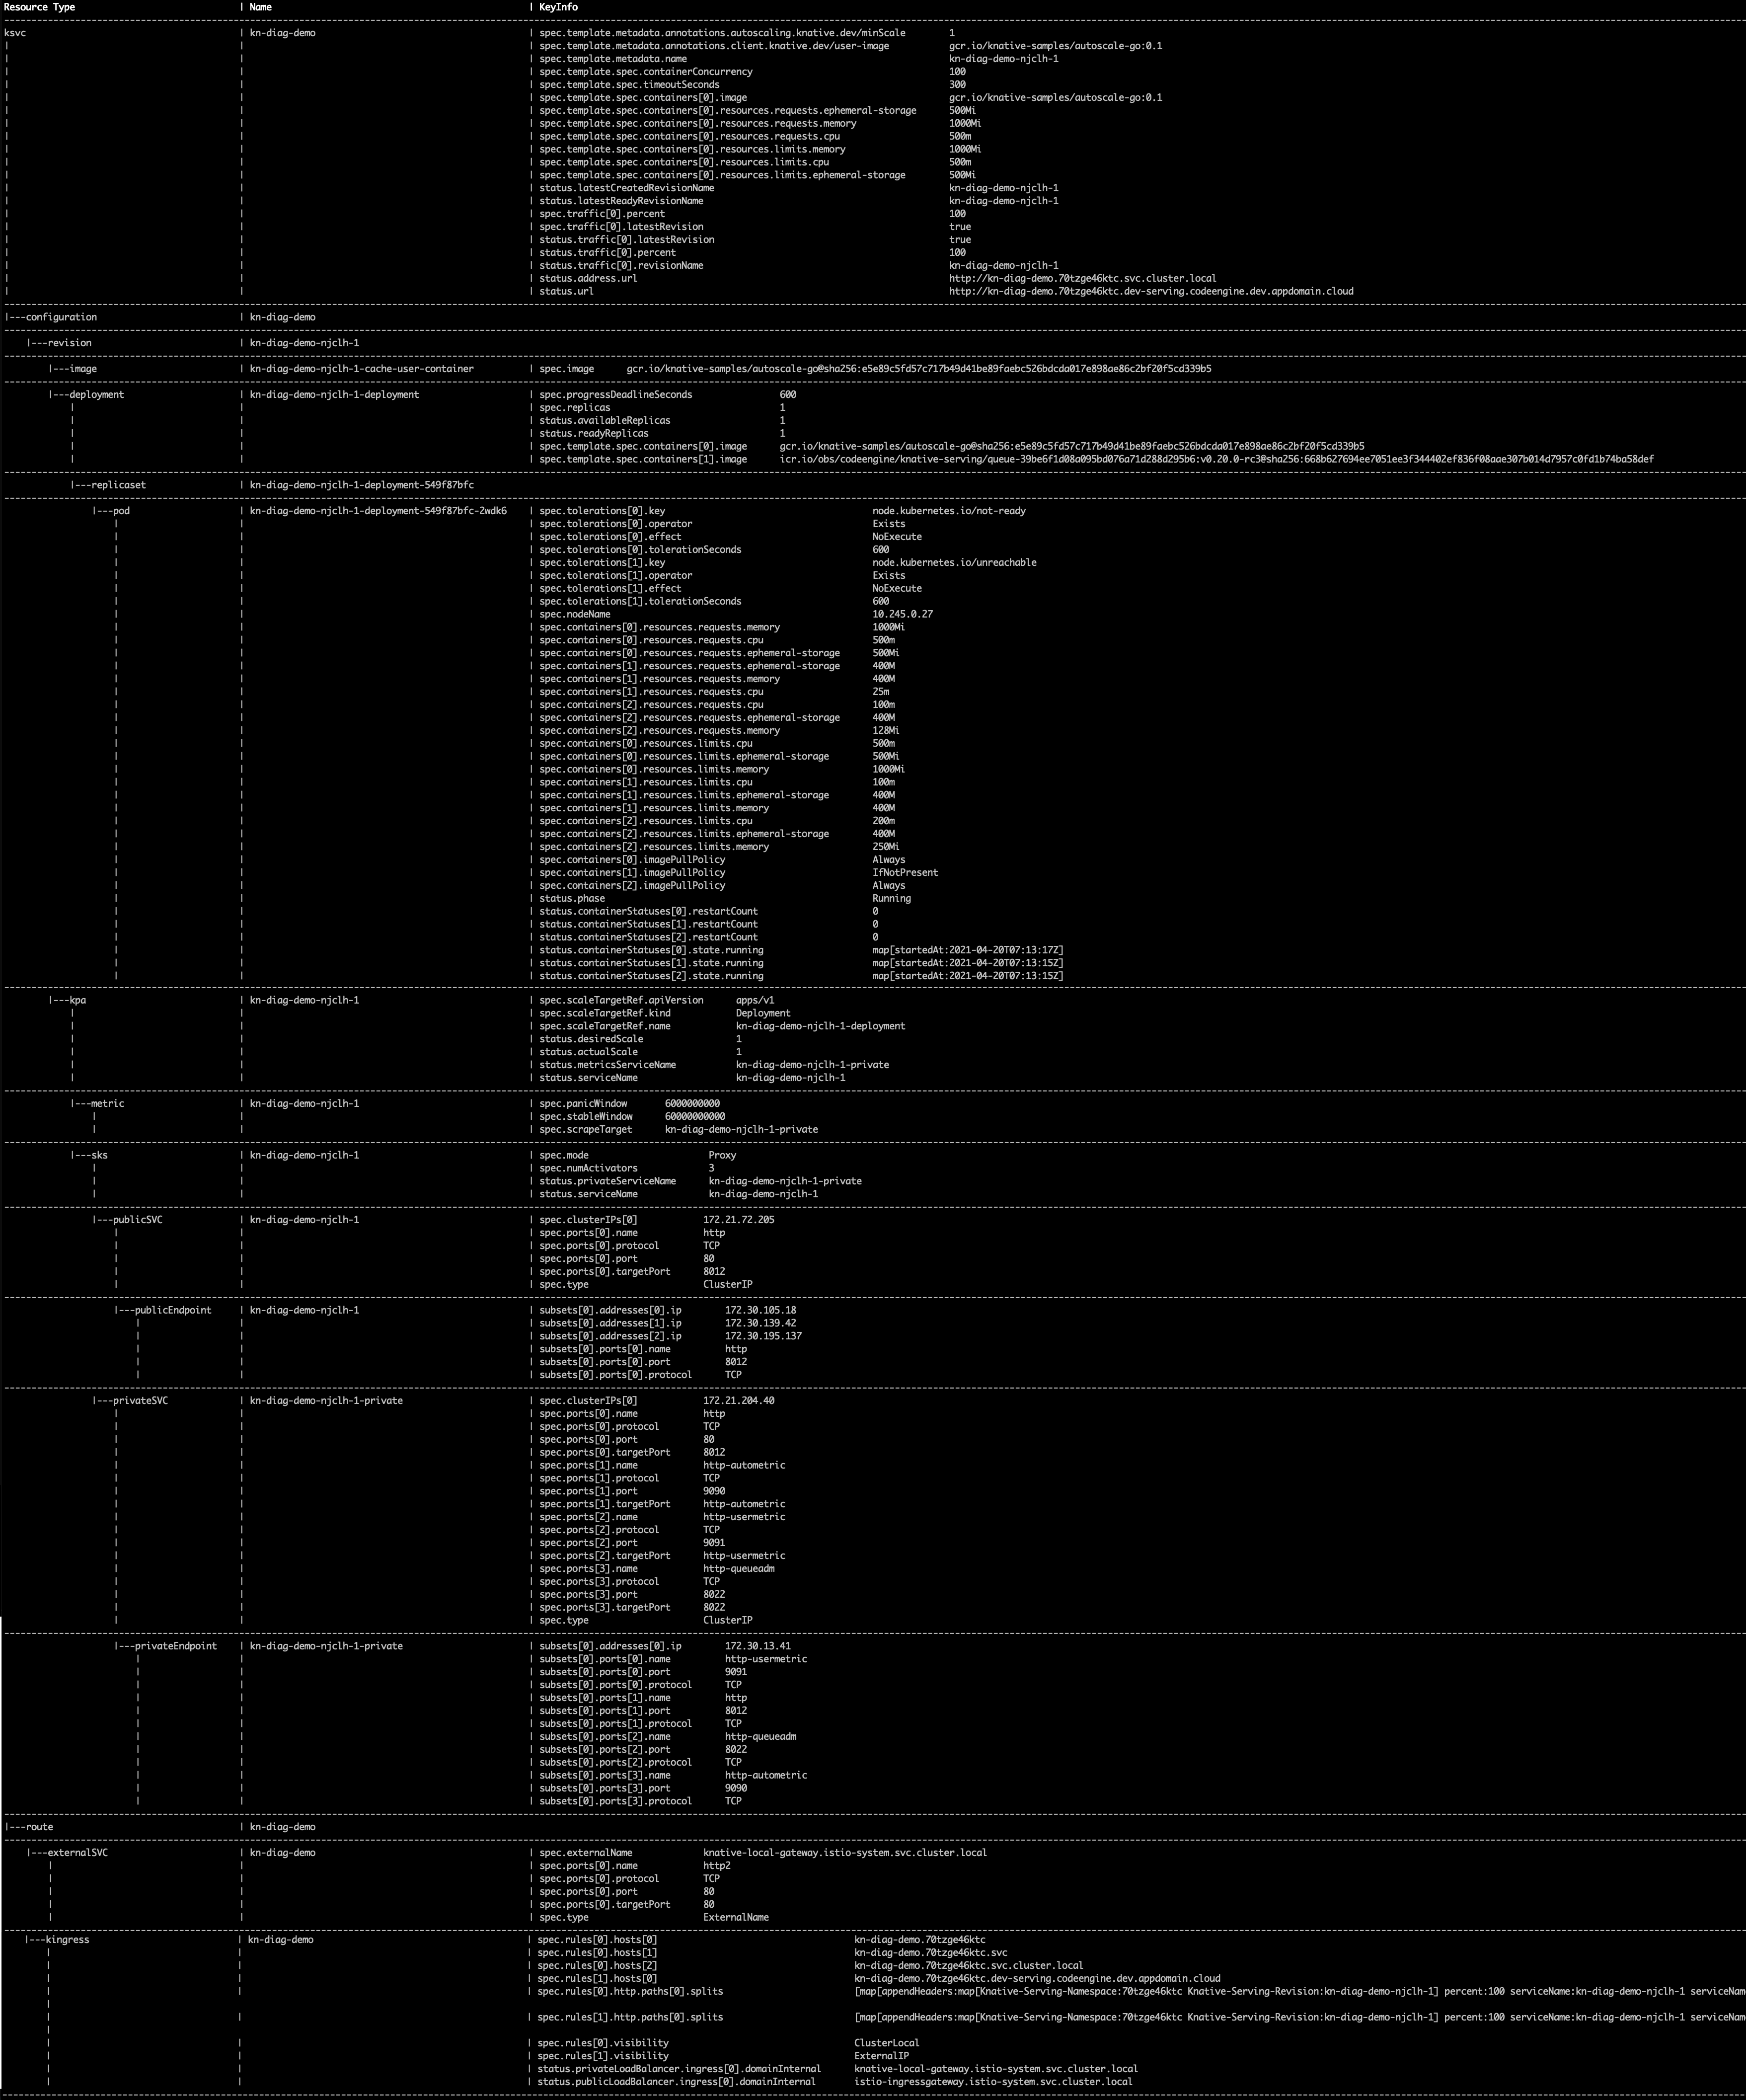 Resource Type | Name | KeyInfo
ksvc | kn-diag-demo | spec.template.metadata.annotations.autoscaling.knative.dev/minScale 1
| | | spec.template.metadata.annotations.client.knative.dev/user-image gcr.io/knative-samples/autoscale-go:0.1
| | | spec.template.metadata.name kn-diag-demo-njclh-1
| | | spec.template.spec.containerConcurrency 100
| | | spec.template.spec.timeoutSeconds 300
| | | spec.template.spec.containers[0].image gcr.io/knative-samples/autoscale-go:0.1
| | | spec.template.spec.containers[0].resources.requests.ephemeral-storage 500Mi
| | | spec.template.spec.containers[0].resources.requests.memory 1000Mi
| | | spec.template.spec.containers[0].resources.requests.cpu 500m
| | | spec.template.spec.containers[0].resources.limits.memory 1000Mi
| | | spec.template.spec.containers[0].resources.limits.cpu 500m
| | | spec.template.spec.containers[0].resources.limits.ephemeral-storage 500Mi
| | | status.latestCreatedRevisionName kn-diag-demo-njclh-1
| | | status.latestReadyRevisionName kn-diag-demo-njclh-1
| | | spec.traffic[0].percent 100
| | | spec.traffic[0].latestRevision true
| | | status.traffic[0].latestRevision true
| | | status.traffic[0].percent 100
| | | status.traffic[0].revisionName kn-diag-demo-njclh-1
| | | status.address.url http://kn-diag-demo.70tzge46ktc.svc.cluster.local
| | | status.url http://kn-diag-demo.70tzge46ktc.dev-serving.codeengine.dev.appdomain.cloud
|---configuration | kn-diag-demo
|---revision | kn-diag-demo-njclh-1
|---image | kn-diag-demo-njclh-1-cache-user-container | spec.image gcr.io/knative-samples/autoscale-go@sha256:e5e89c5fd57c717b49d41be89faebc526bdcda017e898ae86c2bf20f5cd339b5
|---deployment | kn-diag-demo-njclh-1-deployment | spec.progressDeadlineSeconds 600
| | | spec.replicas 1
| | | status.availableReplicas 1
| | | status.readyReplicas 1
| | | spec.template.spec.containers[0].image gcr.io/knative-samples/autoscale-go@sha256:e5e89c5fd57c717b49d41be89faebc526bdcda017e898ae86c2bf20f5cd339b5
| | | spec.template.spec.containers[1].image icr.io/obs/codeengine/knative-serving/queue-39be6f1d08a095bd076a71d288d295b6:v0.20.0-rc3@sha256:668b627694ee7051ee3f344402ef836f08aae307b014d7957c0fd1b74ba58def
|---replicaset | kn-diag-demo-njclh-1-deployment-549f87bfc
|---pod | kn-diag-demo-njclh-1-deployment-549f87bfc-2wdk6 | spec.tolerations[0].key node.kubernetes.io/not-ready
| | | spec.tolerations[0].operator Exists
| | | spec.tolerations[0].effect NoExecute
| | | spec.tolerations[0].tolerationSeconds 600
| | | spec.tolerations[1].key node.kubernetes.io/unreachable
| | | spec.tolerations[1].operator Exists
| | | spec.tolerations[1].effect NoExecute
| | | spec.tolerations[1].tolerationSeconds 600
| | | spec.nodeName 10.245.0.27
| | | spec.containers[0].resources.requests.memory 1000Mi
| | | spec.containers[0].resources.requests.cpu 500m
| | | spec.containers[0].resources.requests.ephemeral-storage 500Mi
| | | spec.containers[1].resources.requests.ephemeral-storage 400M
| | | spec.containers[1].resources.requests.memory 400M
| | | spec.containers[1].resources.requests.cpu 25m
| | | spec.containers[2].resources.requests.cpu 100m
| | | spec.containers[2].resources.requests.ephemeral-storage 400M
| | | spec.containers[2].resources.requests.memory 128Mi
| | | spec.containers[0].resources.limits.cpu 500m
| | | spec.containers[0].resources.limits.ephemeral-storage 500Mi
| | | spec.containers[0].resources.limits.memory 1000Mi
| | | spec.containers[1].resources.limits.cpu 100m
| | | spec.containers[1].resources.limits.ephemeral-storage 400M
| | | spec.containers[1].resources.limits.memory 400M
| | | spec.containers[2].resources.limits.cpu 200m
| | | spec.containers[2].resources.limits.ephemeral-storage 400M
| | | spec.containers[2].resources.limits.memory 250Mi
| | | spec.containers[0].imagePullPolicy Always
| | | spec.containers[1].imagePullPolicy IfNotPresent
| | | spec.containers[2].imagePullPolicy Always
| | | status.phase Running
| | | status.containerStatuses[0].restartCount 0
| | | status.containerStatuses[1].restartCount 0
| | | status.containerStatuses[2].restartCount 0
| | | status.containerStatuses[0].state.running map[startedAt:2021-04-20T07:13:17Z]
| | | status.containerStatuses[1].state.running map[startedAt:2021-04-20T07:13:15Z]
| | | status.containerStatuses[2].state.running map[startedAt:2021-04-20T07:13:15Z]
|---kpa | kn-diag-demo-njclh-1 | spec.scaleTargetRef.apiVersion apps/v1
| | | spec.scaleTargetRef.kind Deployment
| | | spec.scaleTargetRef.name kn-diag-demo-njclh-1-deployment
| | | status.desiredScale 1
| | | status.actualScale 1
| | | status.metricsServiceName kn-diag-demo-njclh-1-private
| | | status.serviceName kn-diag-demo-njclh-1
|---metric | kn-diag-demo-njclh-1 | spec.panicWindow 6000000000
| | | spec.stableWindow 60000000000
| | | spec.scrapeTarget kn-diag-demo-njclh-1-private
|---sks | kn-diag-demo-njclh-1 | spec.mode Proxy
| | | spec.numActivators 3
| | | status.privateServiceName kn-diag-demo-njclh-1-private
| | | status.serviceName kn-diag-demo-njclh-1
|---publicSVC | kn-diag-demo-njclh-1 | spec.clusterIPs[0] 172.21.72.205
| | | spec.ports[0].name http
| | | spec.ports[0].protocol TCP
| | | spec.ports[0].port 80
| | | spec.ports[0].targetPort 8012
| | | spec.type ClusterIP
|---publicEndpoint | kn-diag-demo-njclh-1 | subsets[0].addresses[0].ip 172.30.105.18
| | | subsets[0].addresses[1].ip 172.30.139.42
| | | subsets[0].addresses[2].ip 172.30.195.137
| | | subsets[0].ports[0].name http
| | | subsets[0].ports[0].port 8012
| | | subsets[0].ports[0].protocol TCP
|---privateSVC | kn-diag-demo-njclh-1-private | spec.clusterIPs[0] 172.21.204.40
| | | spec.ports[0].name http
| | | spec.ports[0].protocol TCP
| | | spec.ports[0].port 80
| | | spec.ports[0].targetPort 8012
| | | spec.ports[1].name http-autometric
| | | spec.ports[1].protocol TCP
| | | spec.ports[1].port 9090
| | | spec.ports[1].targetPort http-autometric
| | | spec.ports[2].name http-usermetric
| | | spec.ports[2].protocol TCP
| | | spec.ports[2].port 9091
| | | spec.ports[2].targetPort http-usermetric
| | | spec.ports[3].name http-queueadm
| | | spec.ports[3].protocol TCP
| | | spec.ports[3].port 8022
| | | spec.ports[3].targetPort 8022
| | | spec.type ClusterIP
|---privateEndpoint | kn-diag-demo-njclh-1-private | subsets[0].addresses[0].ip 172.30.13.41
| | | subsets[0].ports[0].name http-usermetric
| | | subsets[0].ports[0].port 9091
| | | subsets[0].ports[0].protocol TCP
| | | subsets[0].ports[1].name http
| | | subsets[0].ports[1].port 8012
| | | subsets[0].ports[1].protocol TCP
| | | subsets[0].ports[2].name http-queueadm
| | | subsets[0].ports[2].port 8022
| | | subsets[0].ports[2].protocol TCP
| | | subsets[0].ports[3].name http-autometric
| | | subsets[0].ports[3].port 9090
| | | subsets[0].ports[3].protocol TCP
|---route | kn-diag-demo
|---externalSVC | kn-diag-demo | spec.externalName knative-local-gateway.istio-system.svc.cluster.local
| | | spec.ports[0].name http2
| | | spec.ports[0].protocol TCP
| | | spec.ports[0].port 80
| | | spec.ports[0].targetPort 80
| | | spec.type ExternalName
|---kingress | kn-diag-demo | spec.rules[0].hosts[0] kn-diag-demo.70tzge46ktc
| | | spec.rules[0].hosts[1] kn-diag-demo.70tzge46ktc.svc
| | | spec.rules[0].hosts[2] kn-diag-demo.70tzge46ktc.svc.cluster.local
| | | spec.rules[1].hosts[0] kn-diag-demo.70tzge46ktc.dev-serving.codeengine.dev.appdomain.cloud
| | | spec.rules[0].http.paths[0].splits [map[appendHeaders:map[Knative-Serving-Namespace:70tzge46ktc Knative-Serving-Revision:kn-diag-demo-njclh-1] percent:100 serviceName:kn-diag-demo-njclh-1 serviceNam
| | | spec.rules[1].http.paths[0].splits [map[appendHeaders:map[Knative-Serving-Namespace:70tzge46ktc Knative-Serving-Revision:kn-diag-demo-njclh-1] percent:100 serviceName:kn-diag-demo-njclh-1 serviceNam
| | | spec.rules[0].visibility ClusterLocal
| | | spec.rules[1].visibility ExternalIP
| | | status.privateLoadBalancer.ingress[0].domainInternal knative-local-gateway.istio-system.svc.cluster.local
| | | status.publicLoadBalancer.ingress[0].domainInternal istio-ingressgateway.istio-system.svc.cluster.local